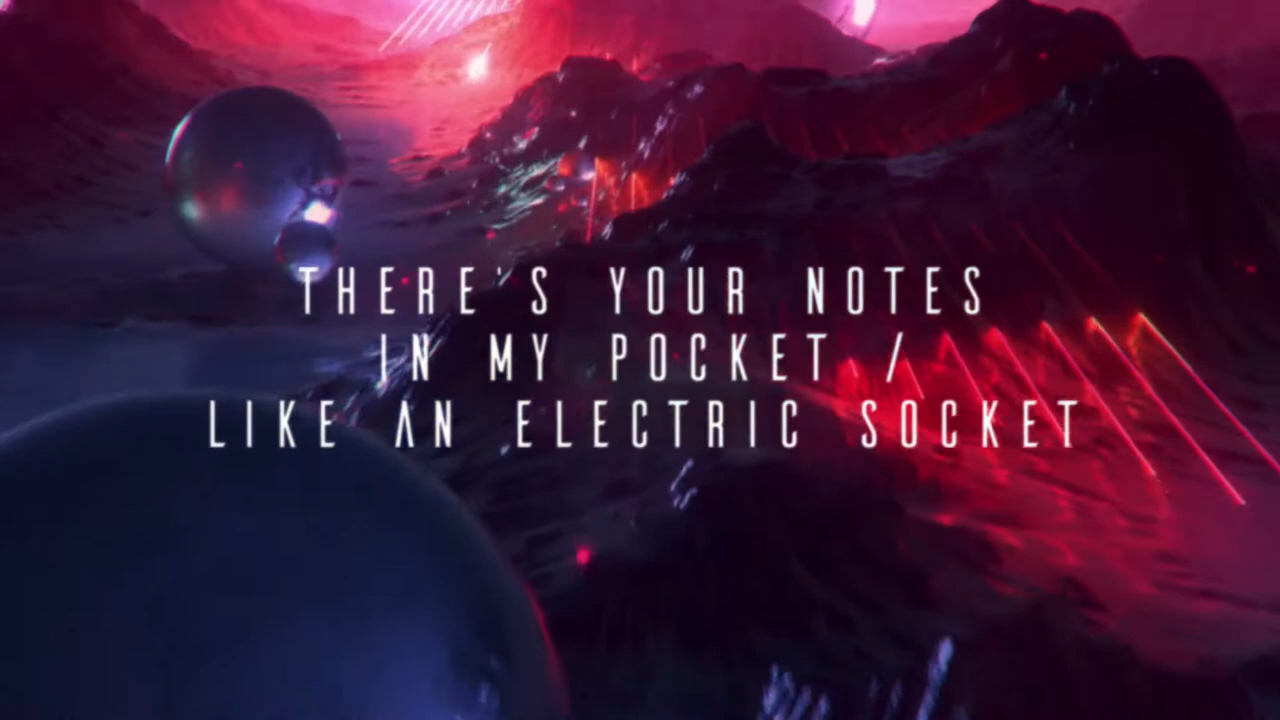 THERE'S YOUR NOTES
IN MY POCKET /
LIKE AN ELECTRIC SOCKET